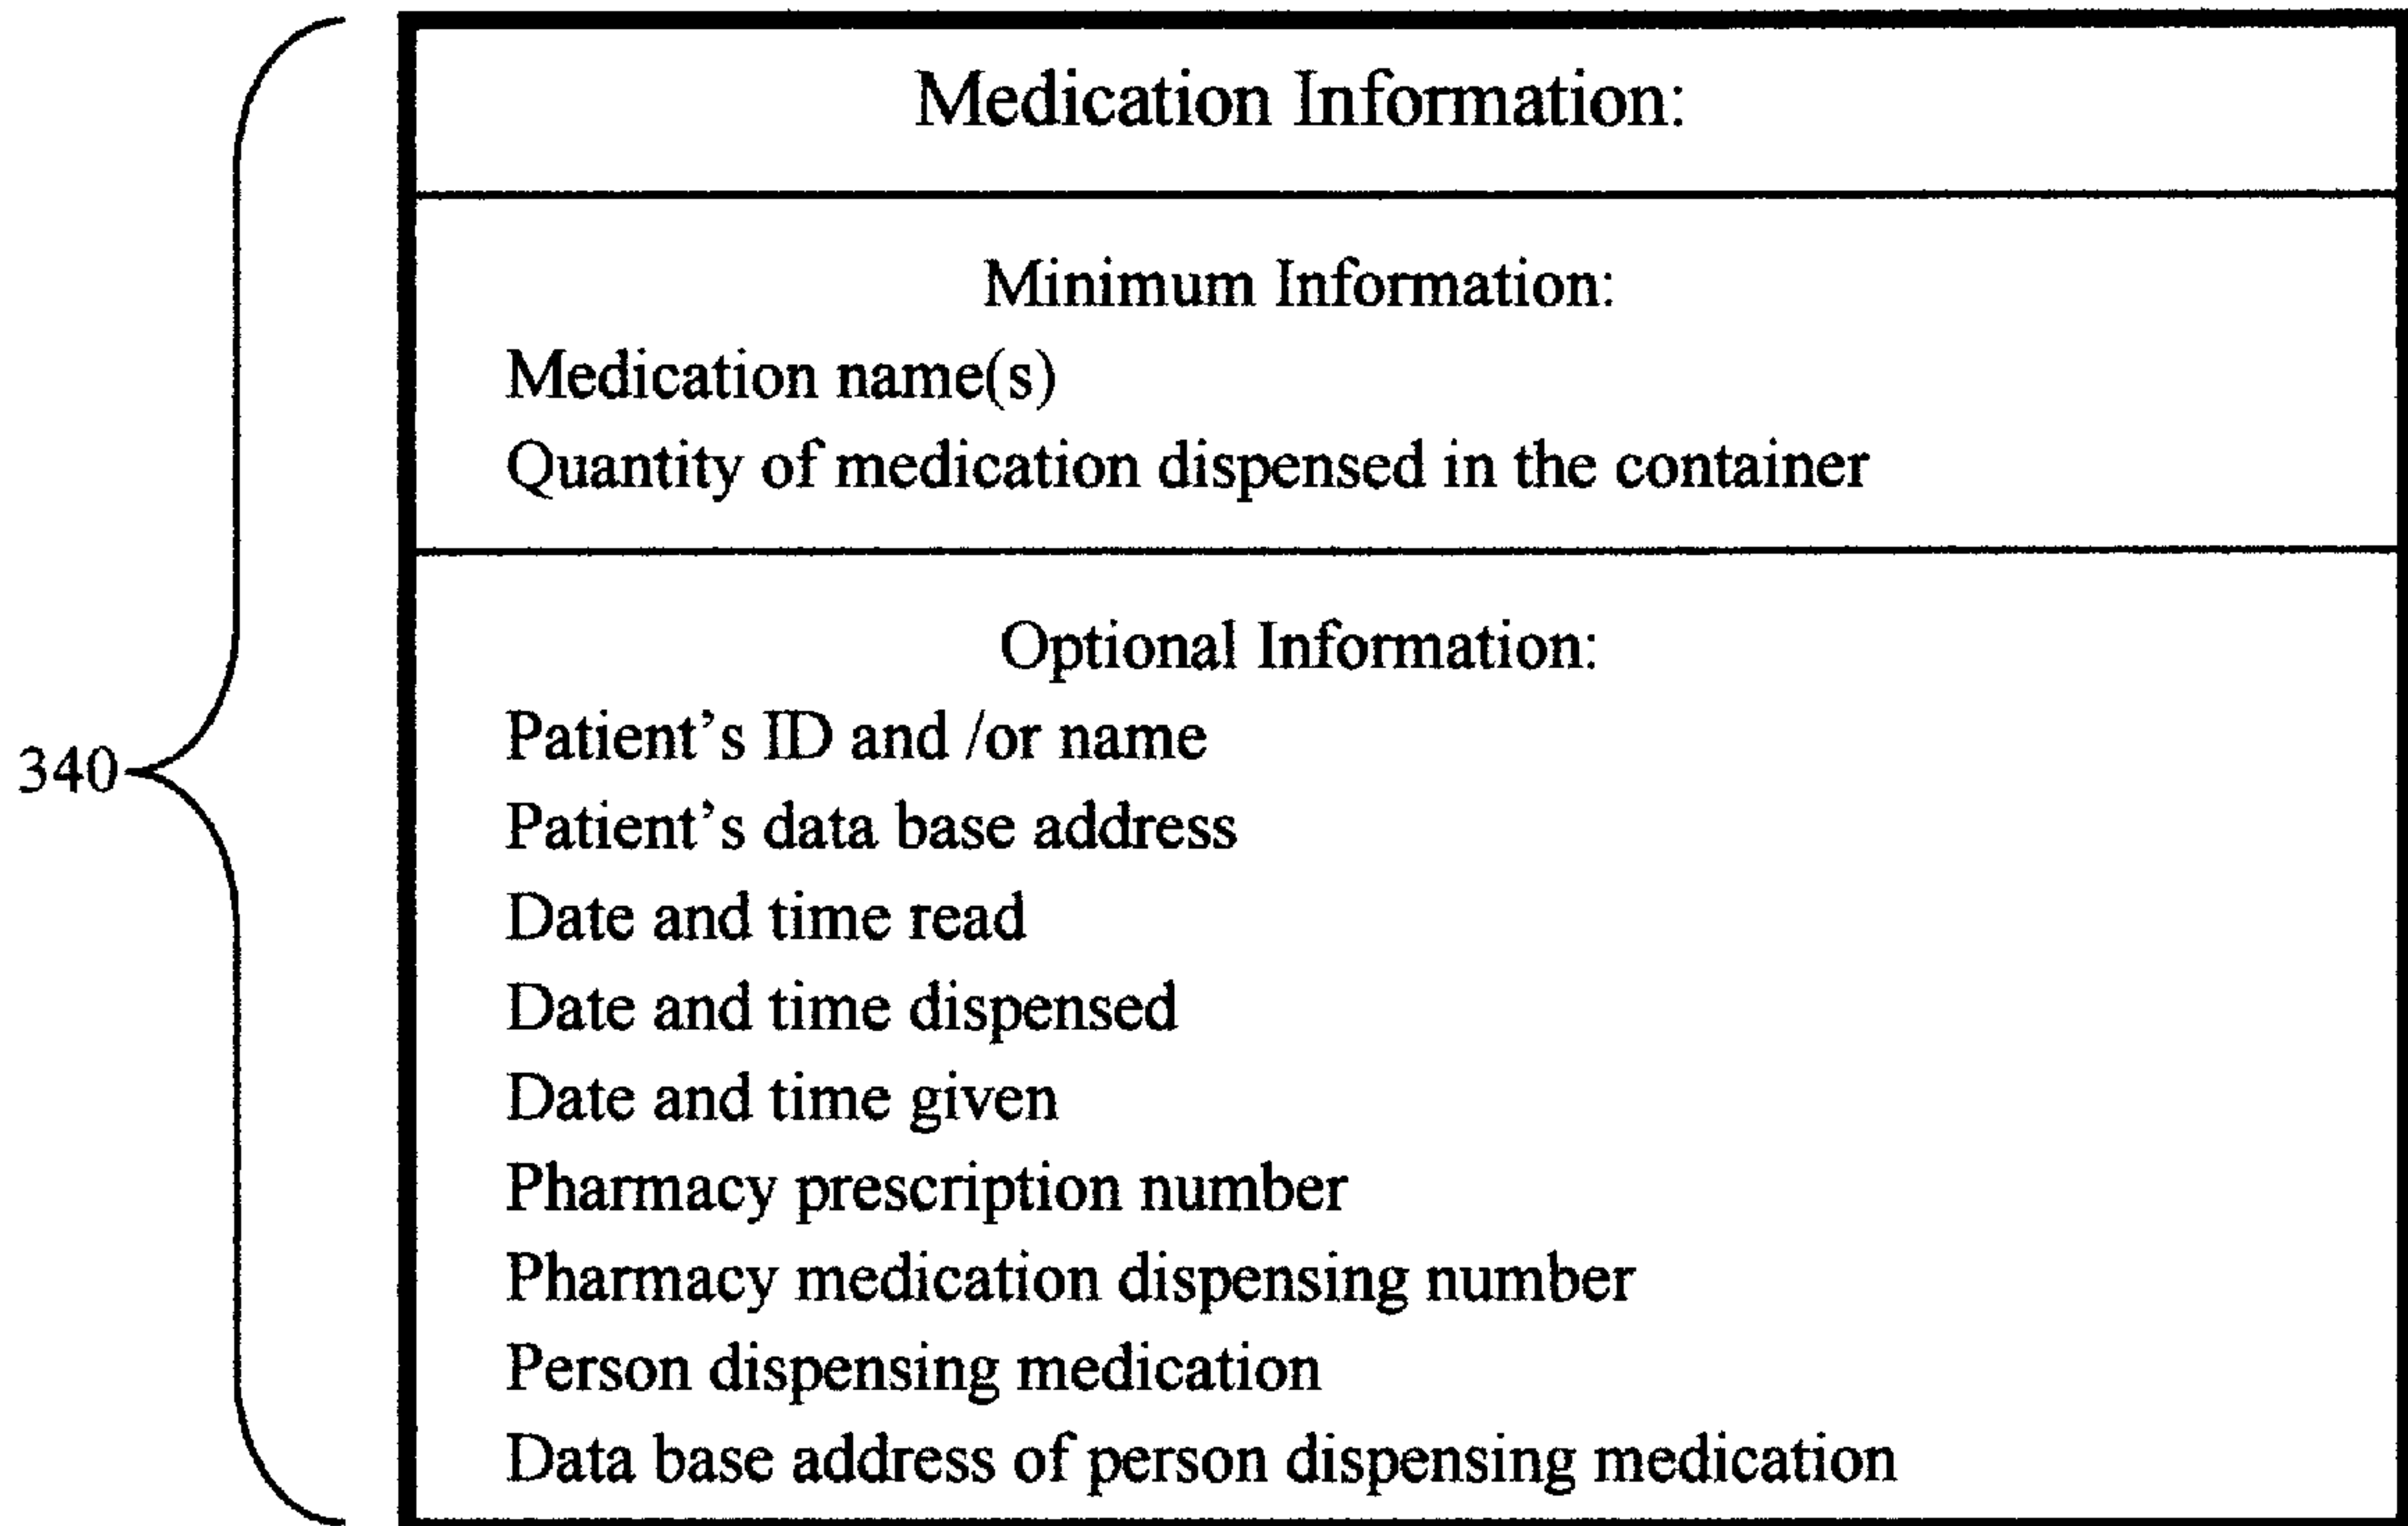 Medication Information:
Minimum Information:
Medication name(s)
Quantity of medication dispensed in the container
Optional Information:
Patient's ID and /or name
Patient's data base address
Date and time read
340
Date and time dispensed
Date and time given
Pharmacy prescription number
Pharmacy medication dispensing number
Person dispensing medication
Data base address of person dispensing medication